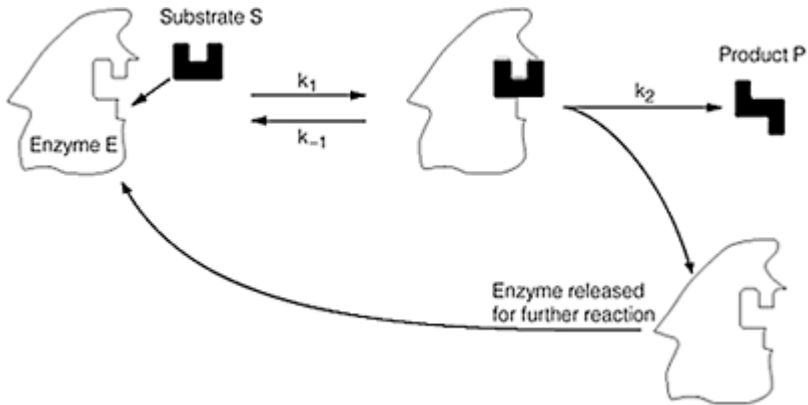 Substrate S
Enzyme E
k1
k–1
k2
Product P
Enzyme released
for further reaction